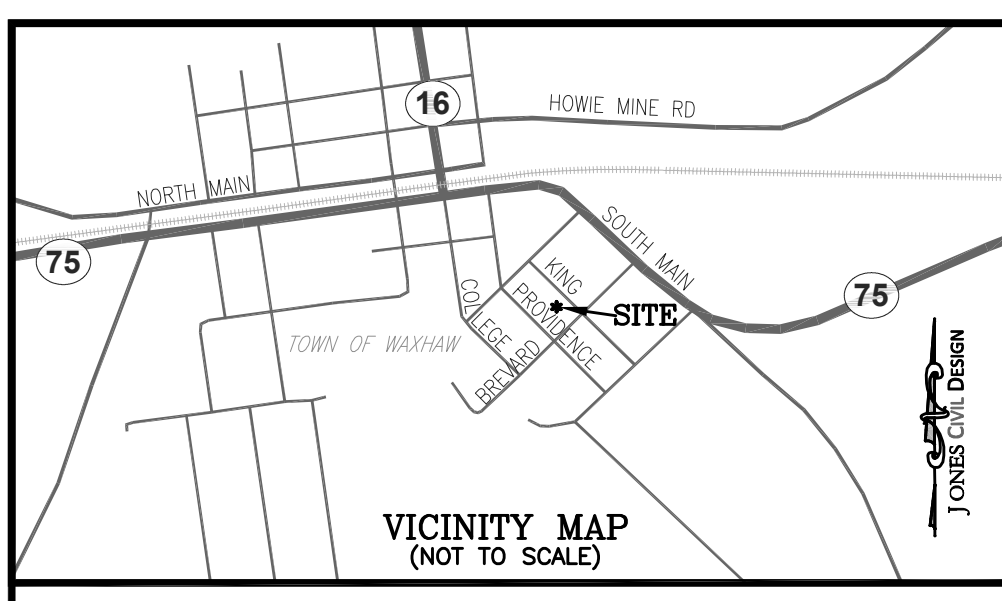 16
HOWIE MINE RD
NORTH MAIN
75
SOUTH MAIN
KING
PROVIDENCE
SITE
75
COLLEGE
BREVARD
TOWN OF WAXHAW
JONES CIVIL DESIGN
VICINITY MAP
(NOT TO SCALE)